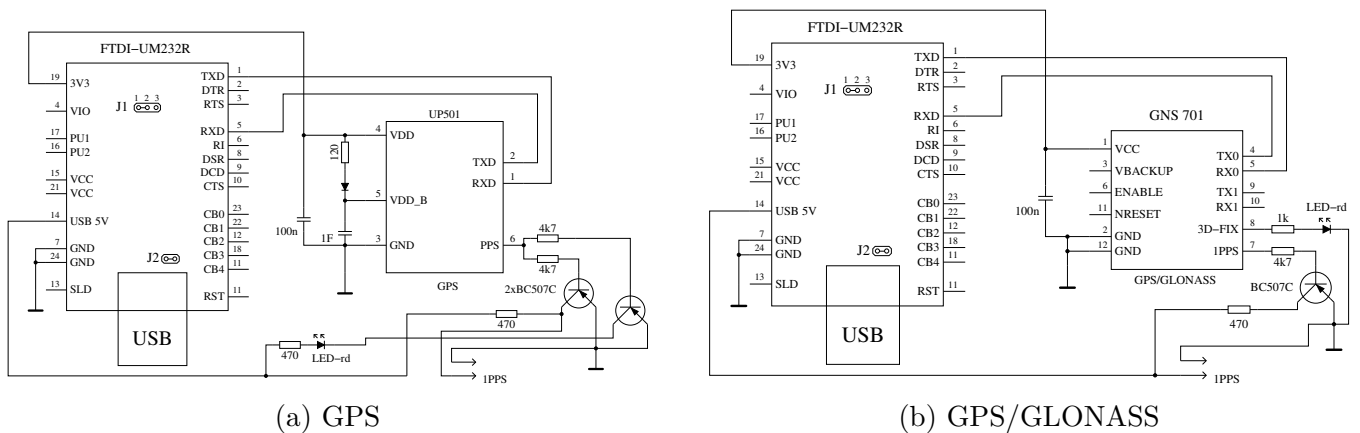 FTDI-UM232R
19 3V3
4 VIO
17 PU1
16 PU2
15 VCC
21 VCC
14 USB 5V
7 GND
24 GND
13 SLD
J1 1 2 3
J2
TXD 1
DTR 2
RTS 3
RXD 5
RI 6
DSR 8
DCD 9
CTS 10
CB0 23
CB1 22
CB2 12
CB3 18
CB4 11
RST 11
USB
UP501
4 VDD
5 VDD_B
3 GND
TXD 2
RXD 1
PPS 6
GPS
120
1F
100n
4k7
4k7
2xBC507C
470
470
LED-rd
1PPS
(a) GPS
FTDI-UM232R
19 3V3
4 VIO
17 PU1
16 PU2
15 VCC
21 VCC
14 USB 5V
7 GND
24 GND
13 SLD
J1 1 2 3
J2
TXD 1
DTR 2
RTS 3
RXD 5
RI 6
DSR 8
DCD 9
CTS 10
CB0 23
CB1 22
CB2 12
CB3 18
CB4 11
RST 11
USB
GNS 701
1 VCC
3 VBACKUP
6 ENABLE
11 NRESET
2 GND
12 GND
TX0 4
RX0 5
TX1 9
RX1 10
3D-FIX 8
1PPS 7
GPS/GLONASS
100n
1k
LED-rd
4k7
BC507C
470
1PPS
(b) GPS/GLONASS